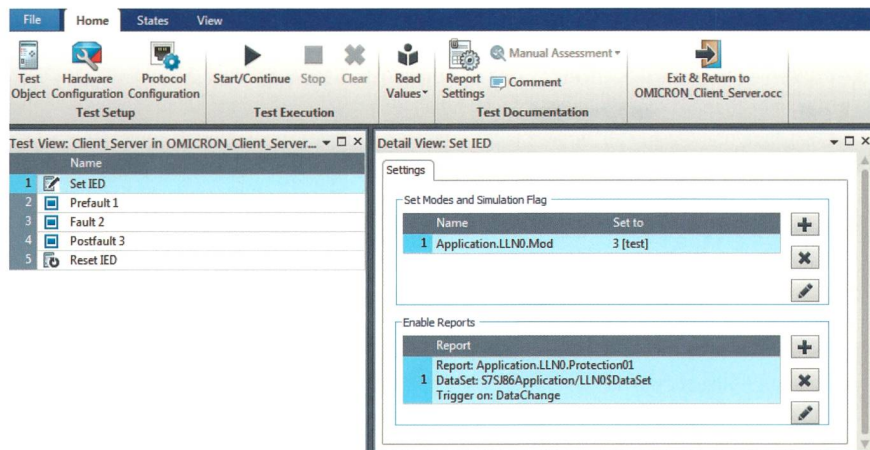 File Home States View
Test Object
Hardware Configuration
Protocol Configuration
Test Setup
Start/Continue Stop Clear
Test Execution
Read Values
Report Settings
Manual Assessment
Comment
Test Documentation
Exit & Return to
OMICRON_Client_Server.occ
Test View: Client_Server in OMICRON_Client_Server...
Name
1 Set IED
2 Prefault 1
3 Fault 2
4 Postfault 3
5 Reset IED
Detail View: Set IED
Settings
Set Modes and Simulation Flag
Name Set to
1 Application.LLN0.Mod 3 [test]
Enable Reports
Report
1 Report: Application.LLN0.Protection01
DataSet: S7SJ86Application/LLN0$DataSet
Trigger on: DataChange